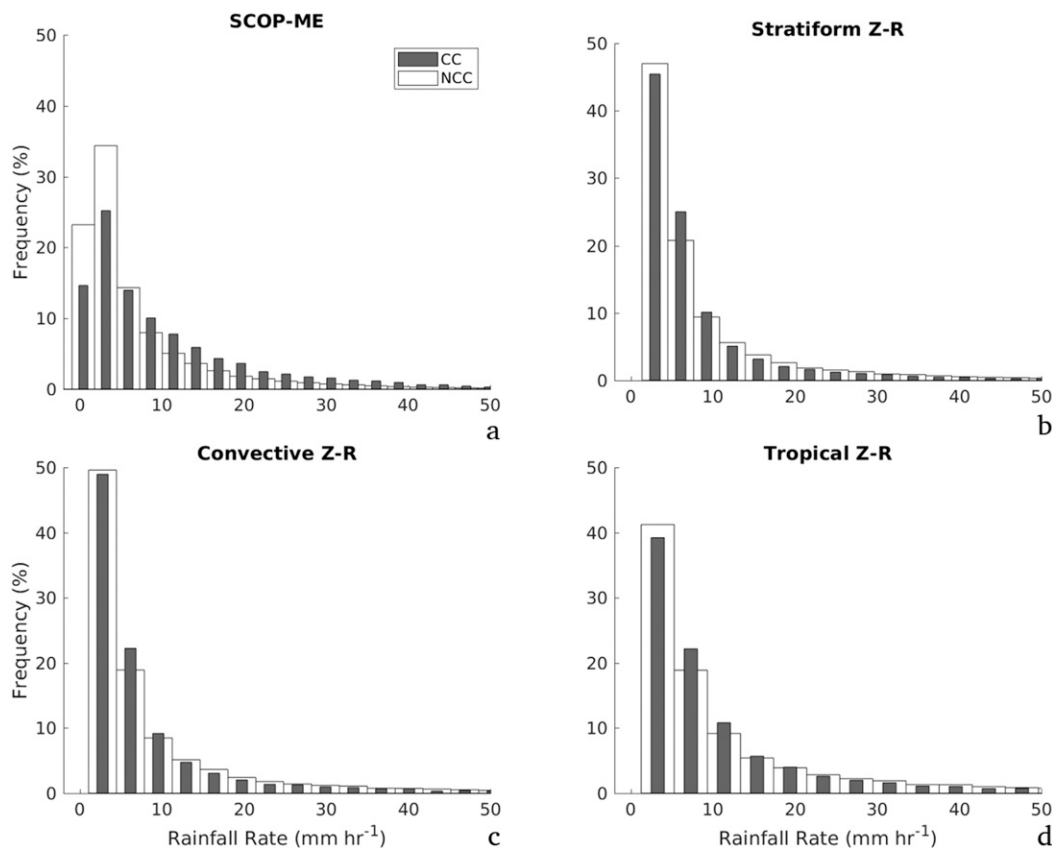 SCOP-ME
50
40
30
20
10
0
Frequency (%)
CC
NCC
0 10 20 30 40 50
a
Stratiform Z-R
50
40
30
20
10
0
0 10 20 30 40 50
b
Convective Z-R
50
40
30
20
10
0
Frequency (%)
0 10 20 30 40 50
Rainfall Rate (mm hr⁻¹)
c
Tropical Z-R
50
40
30
20
10
0
0 10 20 30 40 50
Rainfall Rate (mm hr⁻¹)
d